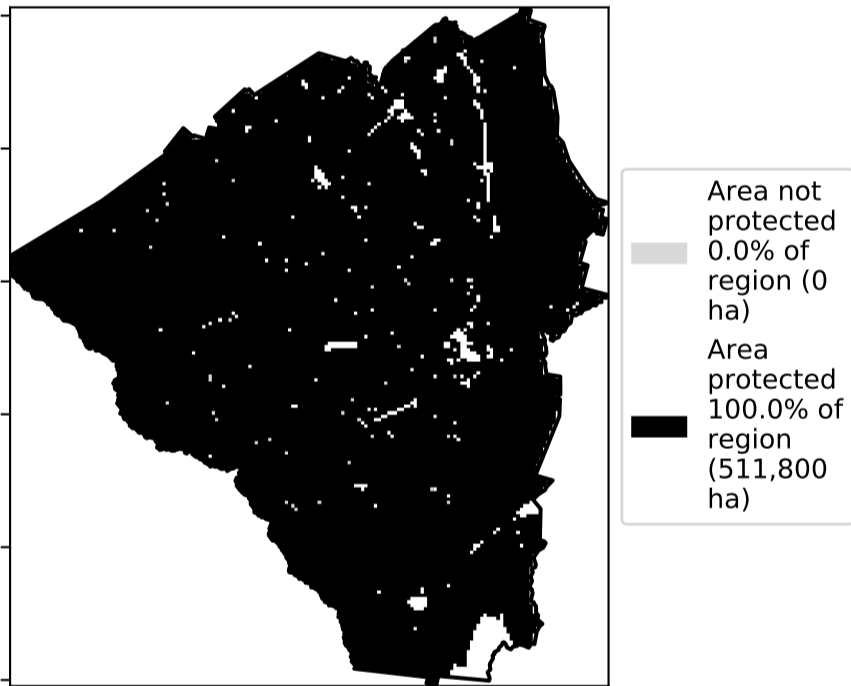 Area not
protected
0.0% of
region (0
ha)
Area
protected
100.0% of
region
(511,800
ha)